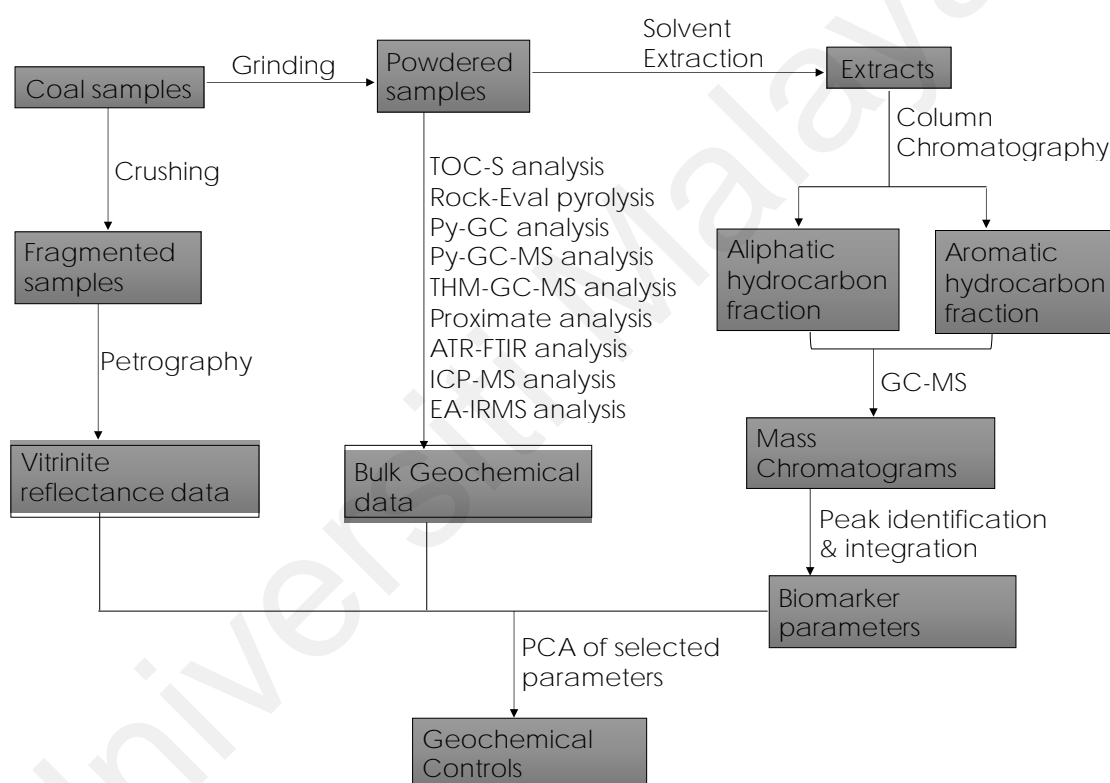 Coal samples
Grinding
Powdered
samples
Solvent
Extraction
Extracts
Crushing
Column
Chromatography
TOC-S analysis
Rock-Eval pyrolysis
Py-GC analysis
Py-GC-MS analysis
THM-GC-MS analysis
Proximate analysis
ATR-FTIR analysis
ICP-MS analysis
EA-IRMS analysis
Fragmented
samples
Aliphatic
hydrocarbon
fraction
Aromatic
hydrocarbon
fraction
Petrography
GC-MS
Vitrinite
reflectance data
Bulk Geochemical
data
Mass
Chromatograms
Peak identification
& integration
Biomarker
parameters
PCA of selected
parameters
Geochemical
Controls
Universiti Malaya